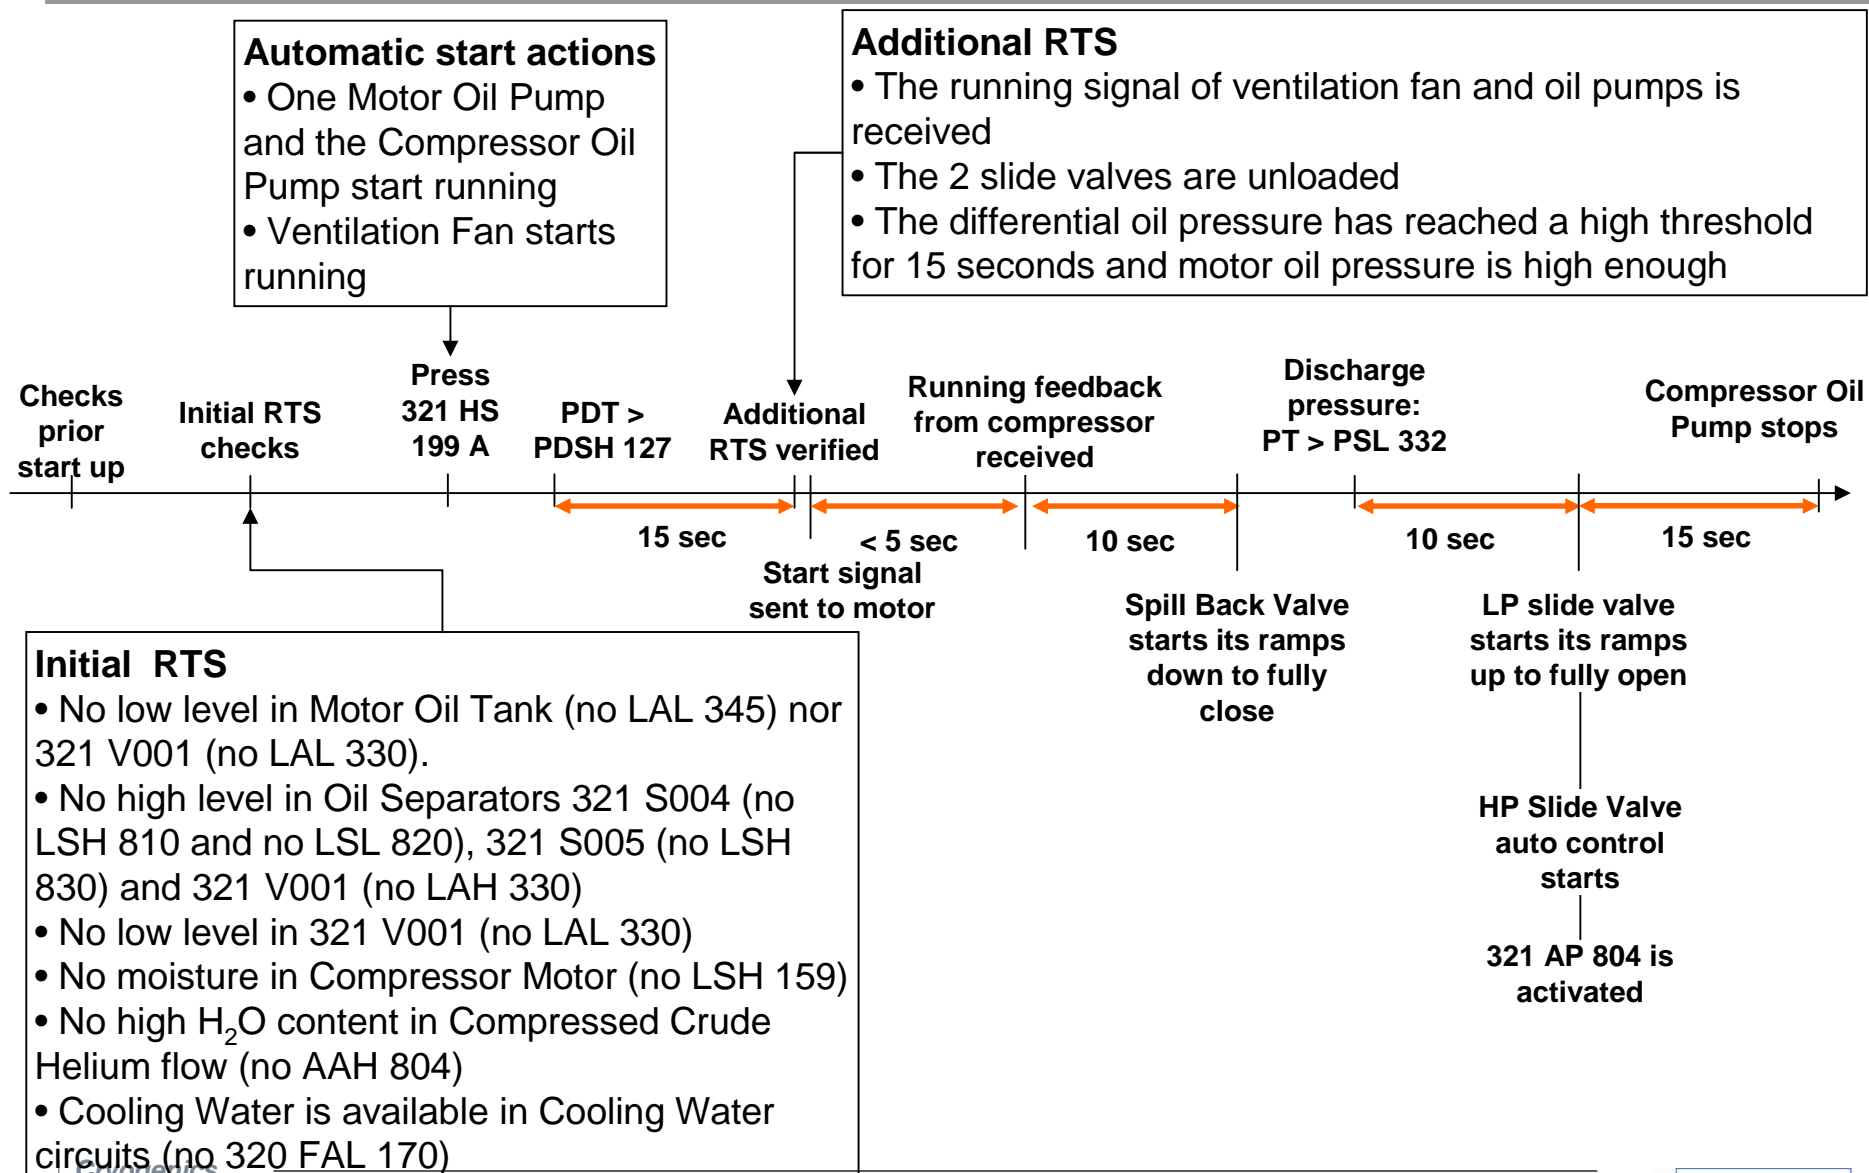 Automatic start actions
• One Motor Oil Pump
and the Compressor Oil
Pump start running
• Ventilation Fan starts
running
Additional RTS
• The running signal of ventilation fan and oil pumps is
received
• The 2 slide valves are unloaded
• The differential oil pressure has reached a high threshold
for 15 seconds and motor oil pressure is high enough
Checks
prior
start up
Initial RTS
checks
Press
321 HS
199 A
PDT >
PDSH 127
Additional
RTS verified
Running feedback
from compressor
received
Discharge
pressure:
PT > PSL 332
Compressor Oil
Pump stops
15 sec
< 5 sec
10 sec
10 sec
15 sec
Start signal
sent to motor
Spill Back Valve
starts its ramps
down to fully
close
LP slide valve
starts its ramps
up to fully open
HP Slide Valve
auto control
starts
321 AP 804 is
activated
Initial  RTS
• No low level in Motor Oil Tank (no LAL 345) nor
321 V001 (no LAL 330).
• No high level in Oil Separators 321 S004 (no
LSH 810 and no LSL 820), 321 S005 (no LSH
830) and 321 V001 (no LAH 330)
• No low level in 321 V001 (no LAL 330)
• No moisture in Compressor Motor (no LSH 159)
• No high H₂O content in Compressed Crude
Helium flow (no AAH 804)
• Cooling Water is available in Cooling Water
circuits (no 320 FAL 170)
Cryogenics